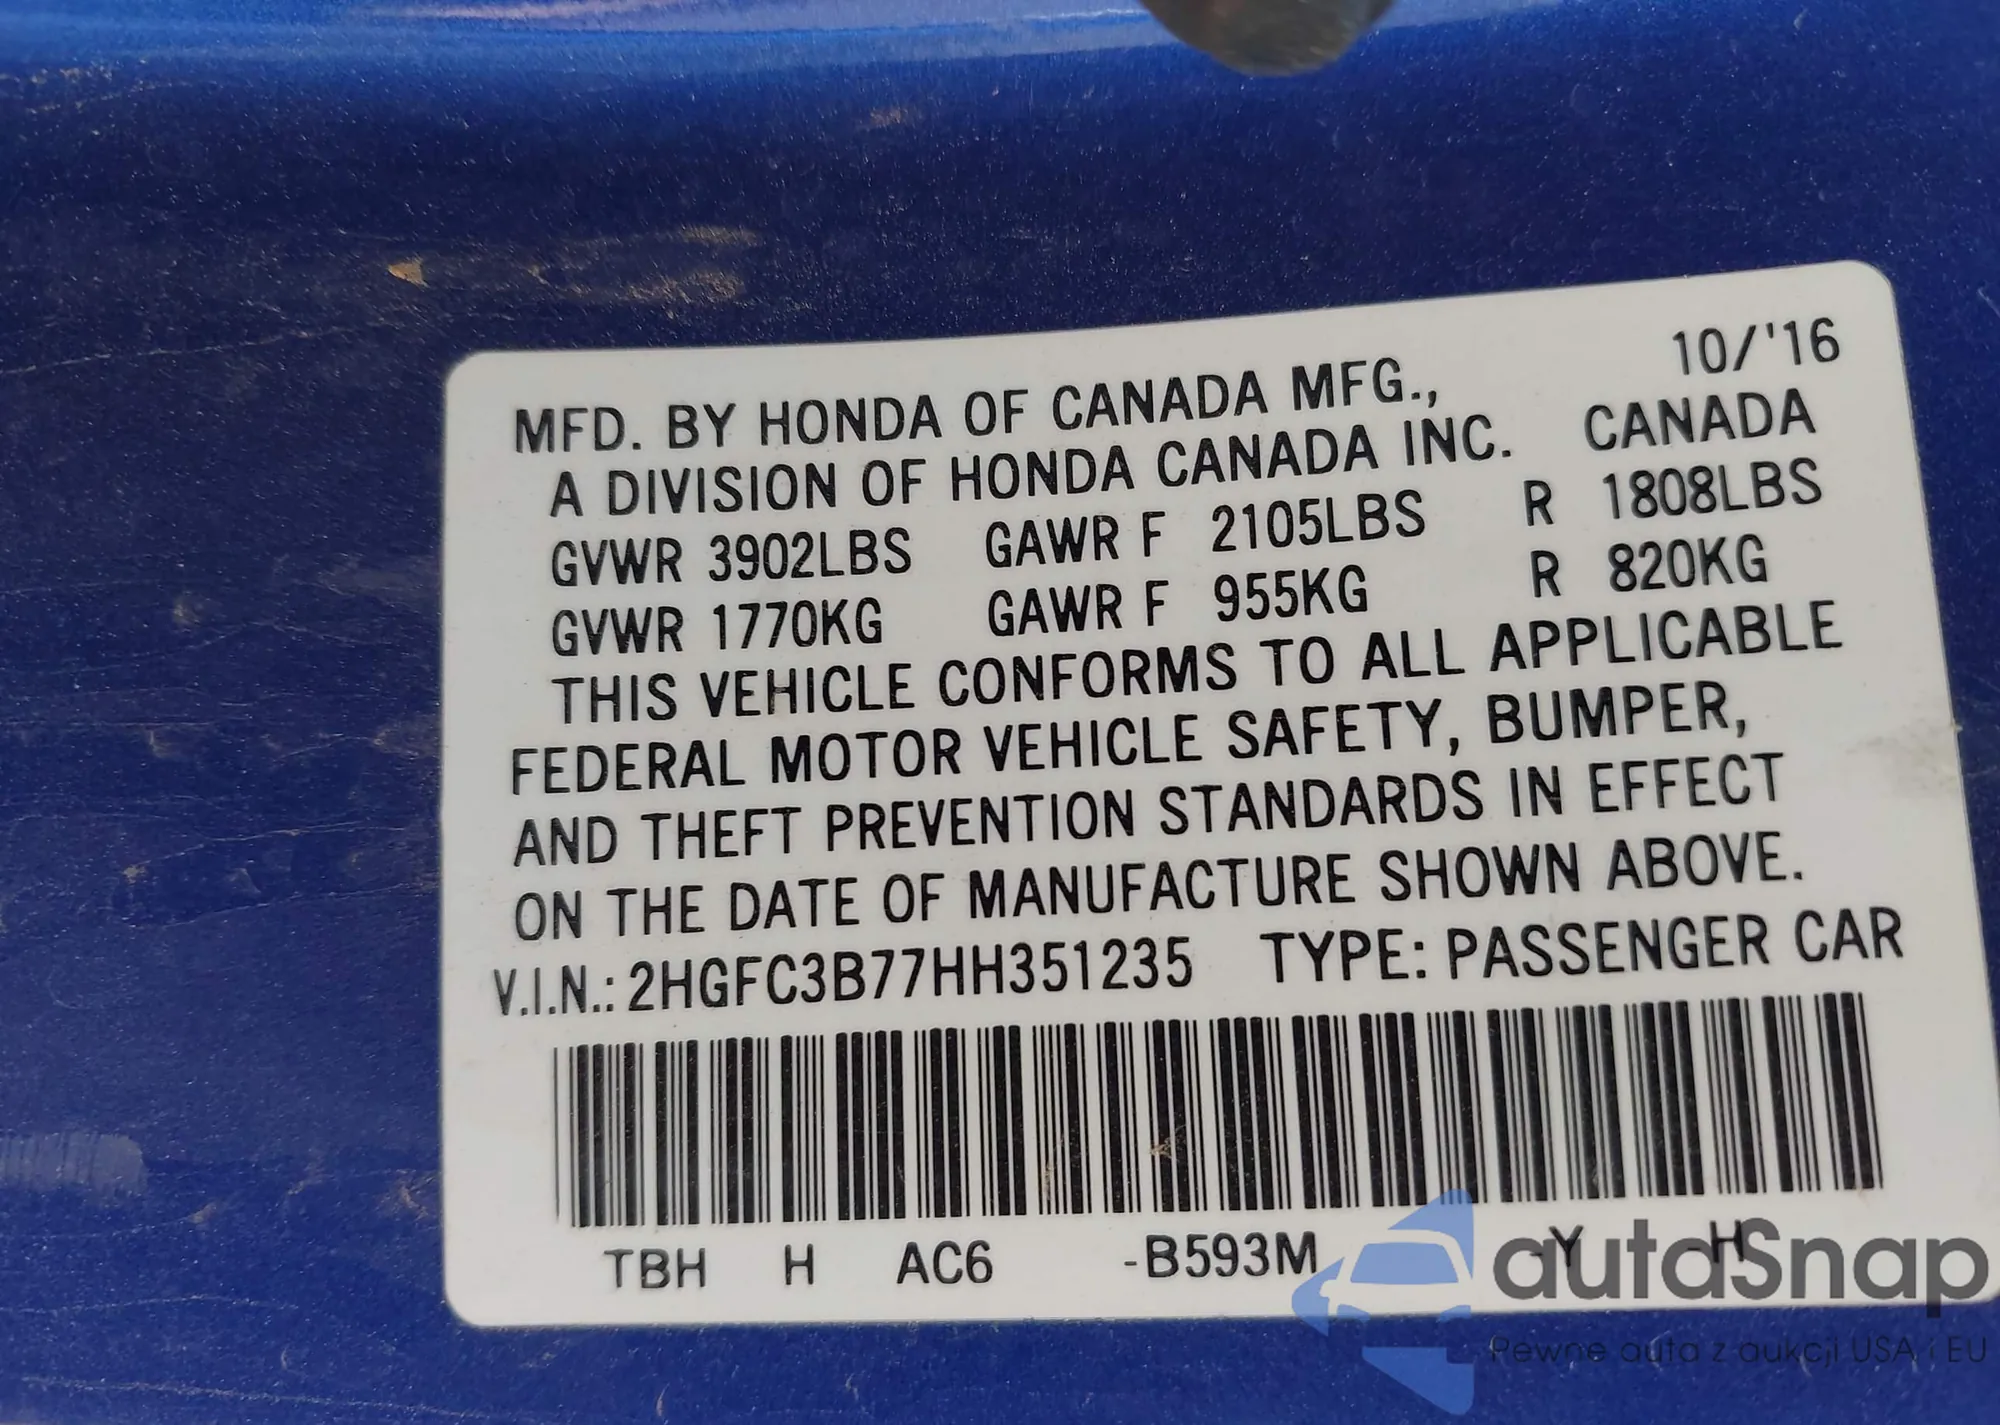 10/'16
MFD. BY HONDA OF CANADA MFG.,
A DIVISION OF HONDA CANADA INC. CANADA
GVWR 3902LBS GAWR F 2105LBS R 1808LBS
GVWR 1770KG GAWR F 955KG R 820KG
THIS VEHICLE CONFORMS TO ALL APPLICABLE
FEDERAL MOTOR VEHICLE SAFETY, BUMPER,
AND THEFT PREVENTION STANDARDS IN EFFECT
ON THE DATE OF MANUFACTURE SHOWN ABOVE.
V.I.N.: 2HGFC3B77HH351235 TYPE: PASSENGER CAR
TBH H AC6 -B593M -Y -H
autoSnap
Pewne auta z aukcji USA i EU